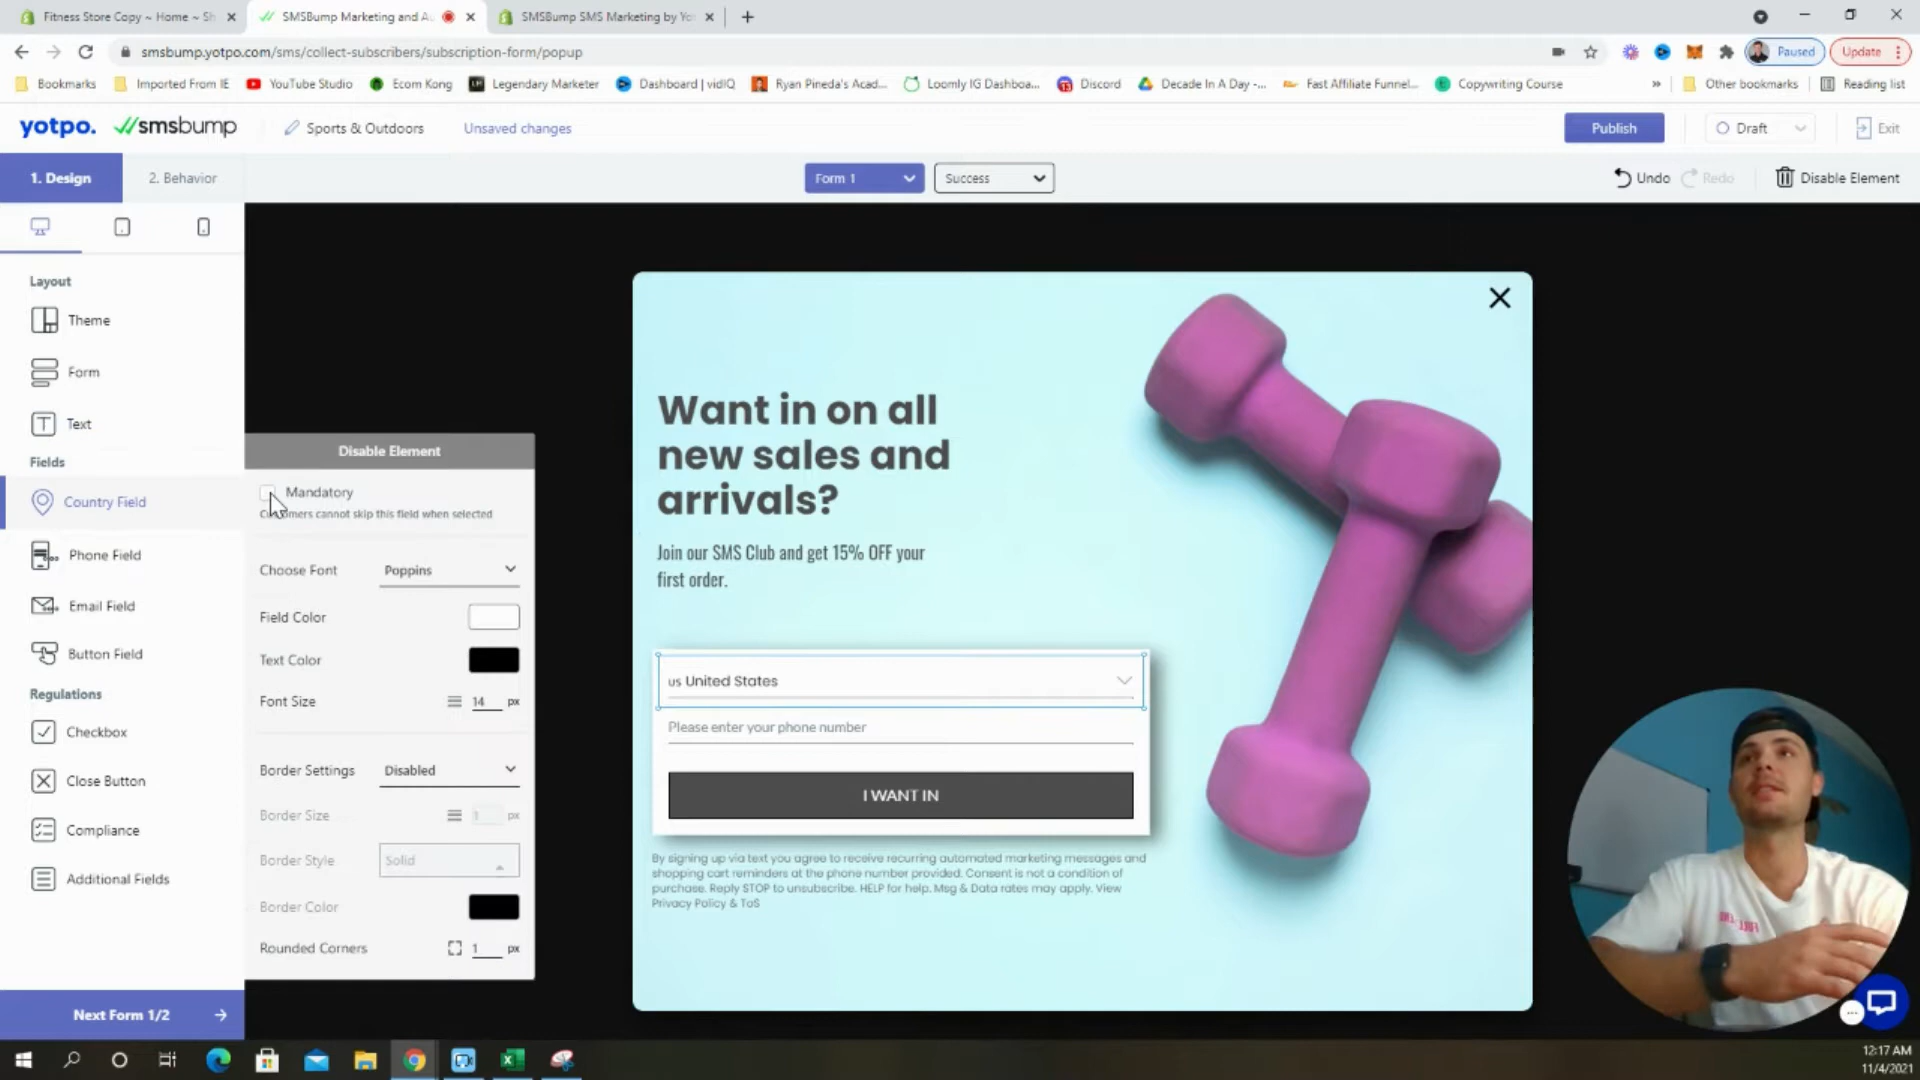 Fitness Store Copy ~ Home ~ Sh
SMSBump Marketing and Au
SMSBump SMS Marketing by Yo
smsbump.yotpo.com/sms/collect-subscribers/subscription-form/popup
Paused
Update
Bookmarks
Imported From IE
YouTube Studio
Ecom Kong
Legendary Marketer
Dashboard | vidIQ
Ryan Pineda's Acad...
Loomly IG Dashboa...
Discord
Decade In A Day -...
Fast Affiliate Funnel...
Copywriting Course
»
Other bookmarks
Reading list
yotpo.
smsbump
Sports & Outdoors
Unsaved changes
Publish
Draft
Exit
1. Design
2. Behavior
Form 1
Success
Undo
Redo
Disable Element
Layout
Theme
Form
Text
Fields
Country Field
Phone Field
Email Field
Button Field
Regulations
Checkbox
Close Button
Compliance
Additional Fields
Next Form 1/2
Disable Element
Mandatory
Customers cannot skip this field when selected
Choose Font
Poppins
Field Color
Text Color
Font Size
14 px
Border Settings
Disabled
Border Size
1 px
Border Style
Solid
Border Color
Rounded Corners
1 px
Want in on all
new sales and
arrivals?
Join our SMS Club and get 15% OFF your
first order.
us United States
Please enter your phone number
I WANT IN
By signing up via text you agree to receive recurring automated marketing messages and
shopping cart reminders at the phone number provided. Consent is not a condition of
purchase. Reply STOP to unsubscribe. HELP for help. Msg & Data rates may apply. View
Privacy Policy & ToS
12:17 AM
11/4/2021